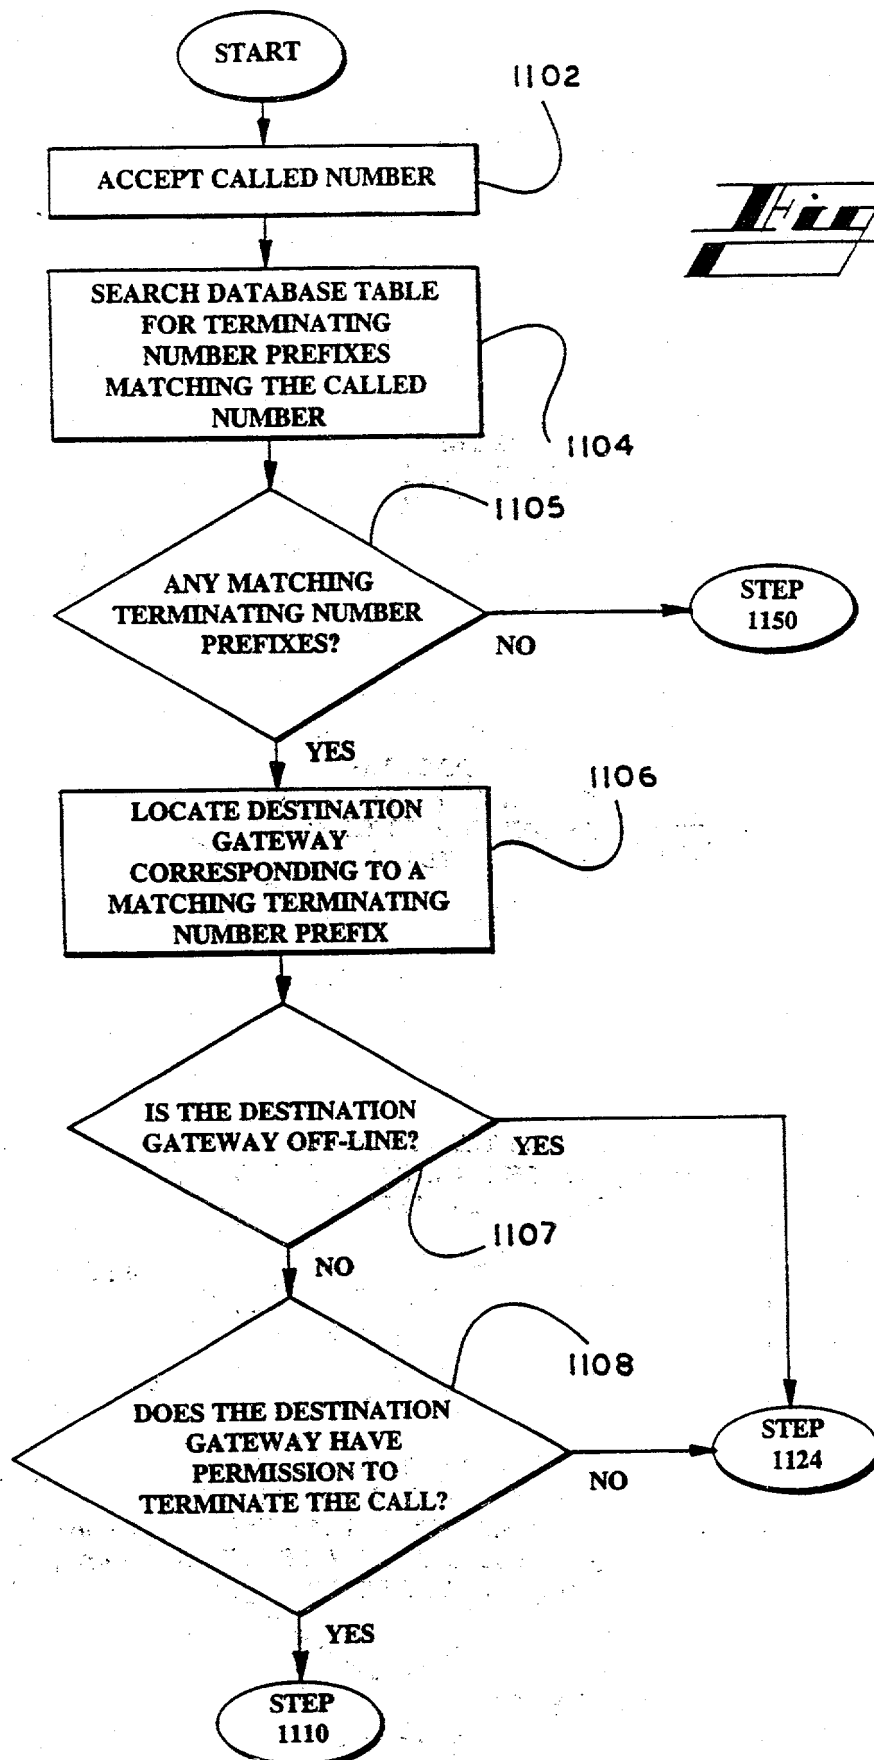 START
1102
ACCEPT CALLED NUMBER
Fig
SEARCH DATABASE TABLE
FOR TERMINATING
NUMBER PREFIXES
MATCHING THE CALLED
NUMBER
1104
1105
ANY MATCHING
TERMINATING NUMBER
PREFIXES?
NO
STEP
1150
YES
1106
LOCATE DESTINATION
GATEWAY
CORRESPONDING TO A
MATCHING TERMINATING
NUMBER PREFIX
IS THE DESTINATION
GATEWAY OFF-LINE?
YES
1107
NO
1108
DOES THE DESTINATION
GATEWAY HAVE
PERMISSION TO
TERMINATE THE CALL?
NO
STEP
1124
YES
STEP
1110